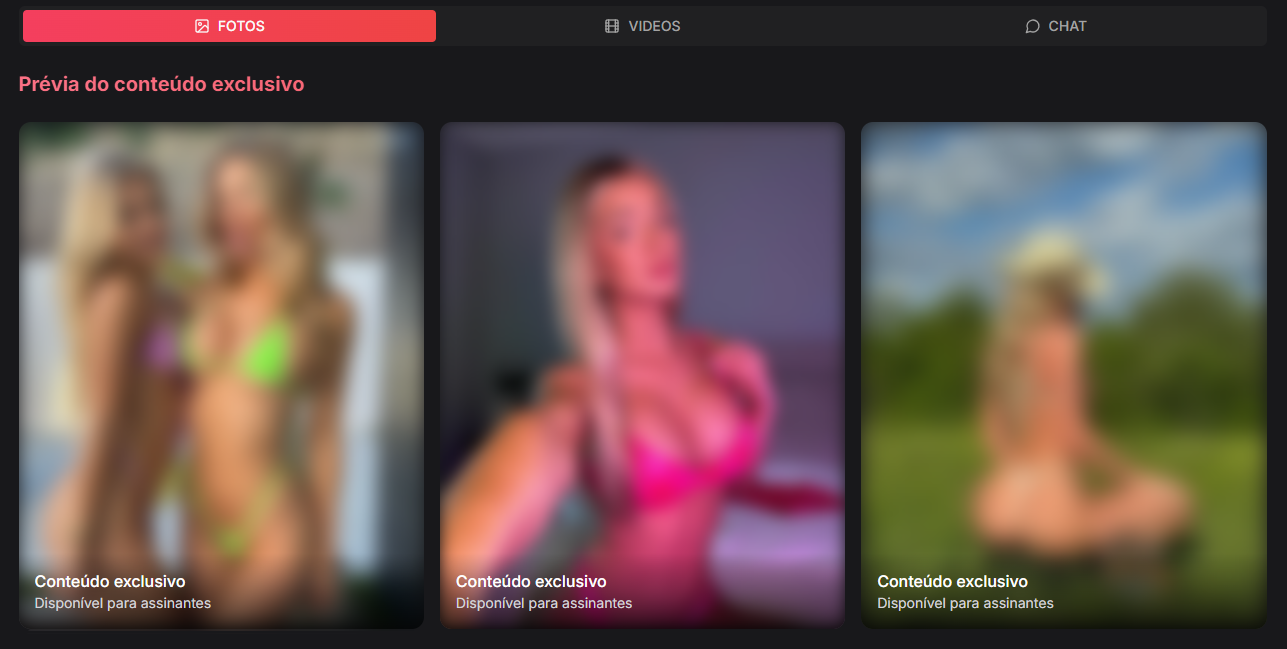 FOTOS
VIDEOS
CHAT
Prévia do conteúdo exclusivo
Conteúdo exclusivo
Disponível para assinantes
Conteúdo exclusivo
Disponível para assinantes
Conteúdo exclusivo
Disponível para assinantes